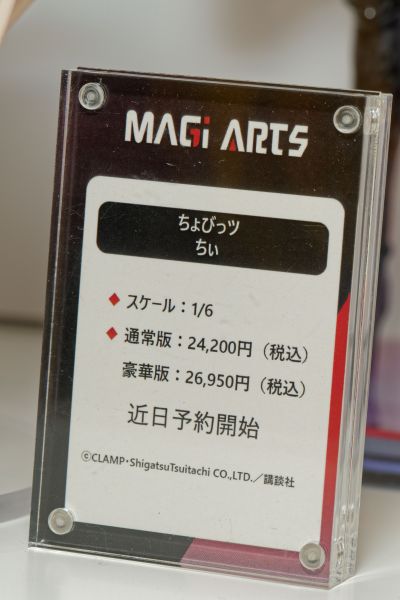 MAGi ARTS
ちょびっツ
ちぃ
◆ スケール：1/6
◆ 通常版：24,200円（税込）
豪華版：26,950円（税込）
近日予約開始
©CLAMP・ShigatsuTsuitachi CO.,LTD.／講談社